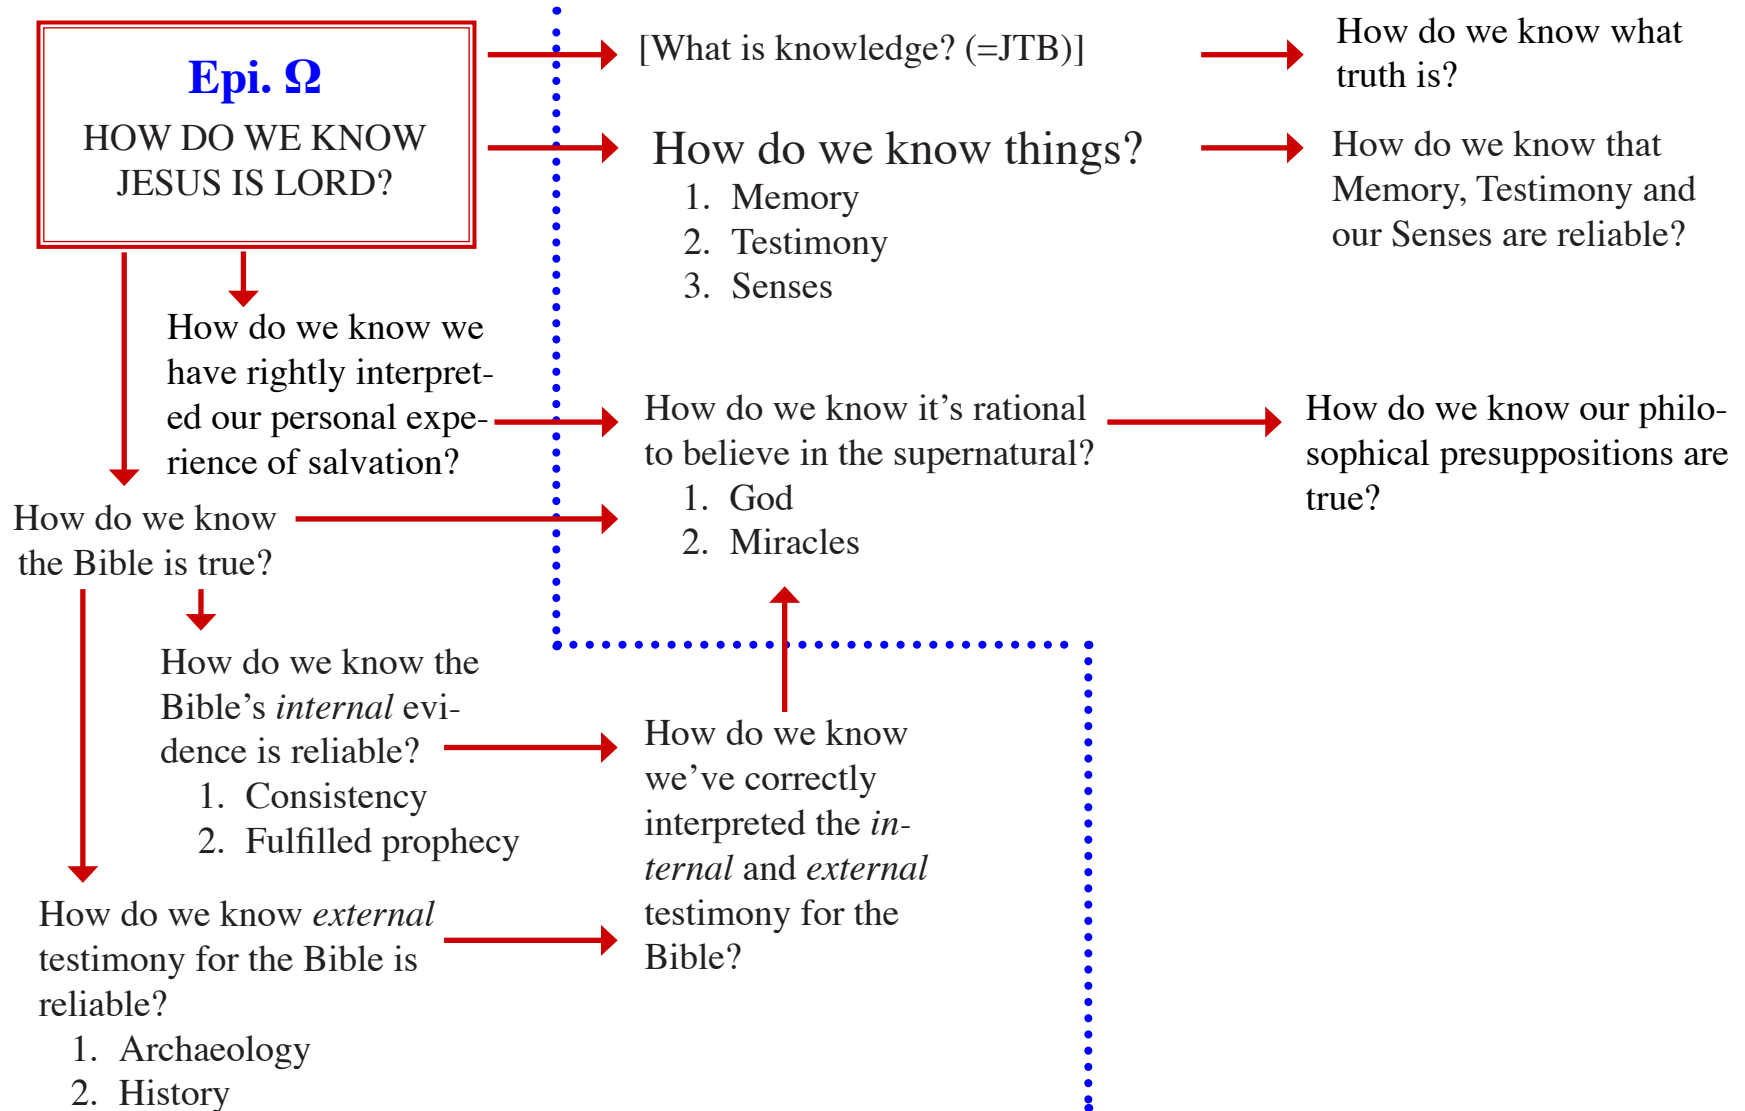 Epi. Ω
HOW DO WE KNOW
JESUS IS LORD?
[What is knowledge? (=JTB)]
How do we know what
truth is?
How do we know things?
1. Memory
2. Testimony
3. Senses
How do we know that
Memory, Testimony and
our Senses are reliable?
How do we know we
have rightly interpret-
ed our personal expe-
rience of salvation?
How do we know it’s rational
to believe in the supernatural?
1. God
2. Miracles
How do we know our philo-
sophical presuppositions are
true?
How do we know
the Bible is true?
How do we know the
Bible’s internal evi-
dence is reliable?
1. Consistency
2. Fulfilled prophecy
How do we know
we’ve correctly
interpreted the in-
ternal and external
testimony for the
Bible?
How do we know external
testimony for the Bible is
reliable?
1. Archaeology
2. History